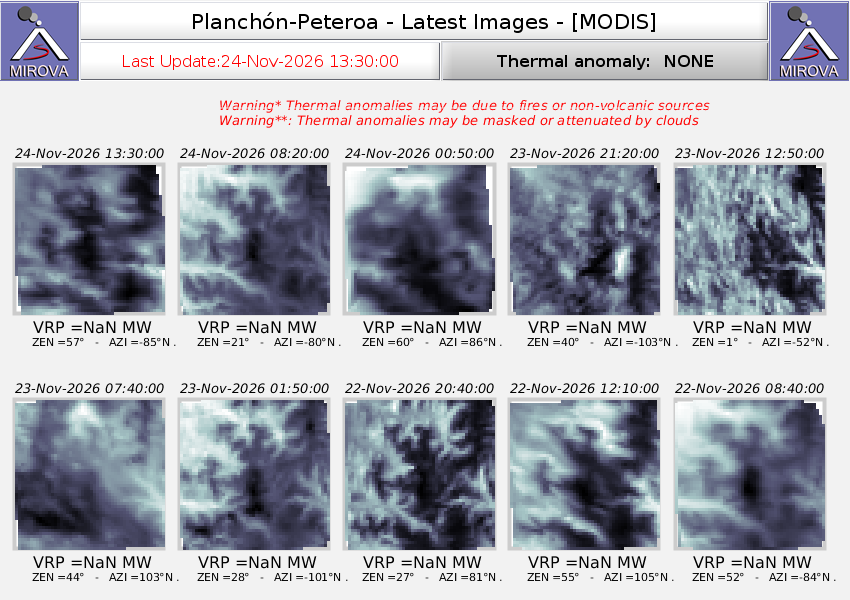 Planchón-Peteroa - Latest Images - [MODIS]
MIROVA
Last Update:24-Nov-2026 13:30:00
Thermal anomaly: NONE
MIROVA
Warning* Thermal anomalies may be due to fires or non-volcanic sources
Warning**: Thermal anomalies may be masked or attenuated by clouds
24-Nov-2026 13:30:00 24-Nov-2026 08:20:00 24-Nov-2026 00:50:00 23-Nov-2026 21:20:00 23-Nov-2026 12:50:00
VRP =NaN MW VRP =NaN MW VRP =NaN MW VRP =NaN MW VRP =NaN MW
ZEN =57° - AZI =-85°N . ZEN =21° - AZI =-80°N . ZEN =60° - AZI =86°N . ZEN =40° - AZI =-103°N . ZEN =1° - AZI =-52°N .
23-Nov-2026 07:40:00 23-Nov-2026 01:50:00 22-Nov-2026 20:40:00 22-Nov-2026 12:10:00 22-Nov-2026 08:40:00
VRP =NaN MW VRP =NaN MW VRP =NaN MW VRP =NaN MW VRP =NaN MW
ZEN =44° - AZI =103°N . ZEN =28° - AZI =-101°N . ZEN =27° - AZI =81°N . ZEN =55° - AZI =105°N . ZEN =52° - AZI =-84°N .